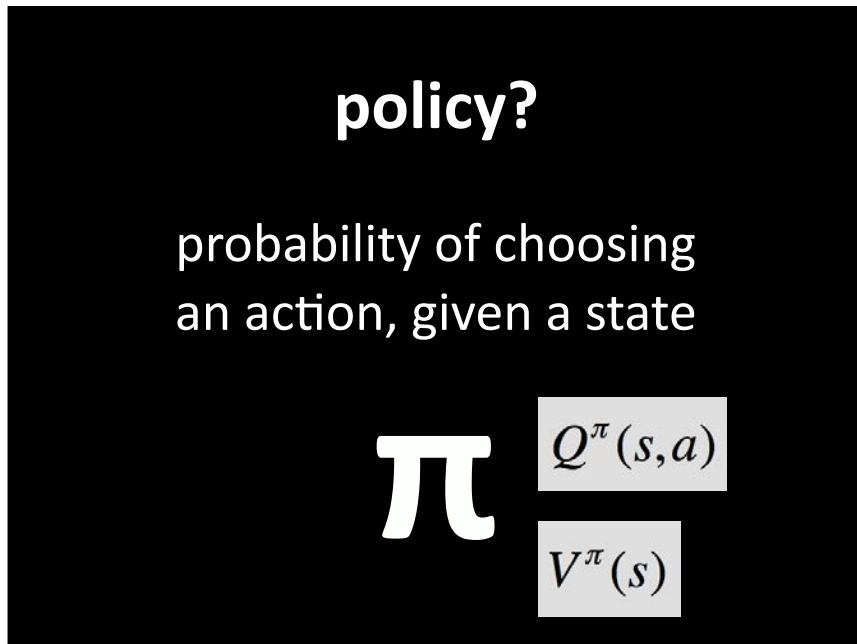 policy?
probability of choosing
an action, given a state
π
Q^π(s,a)
V^π(s)